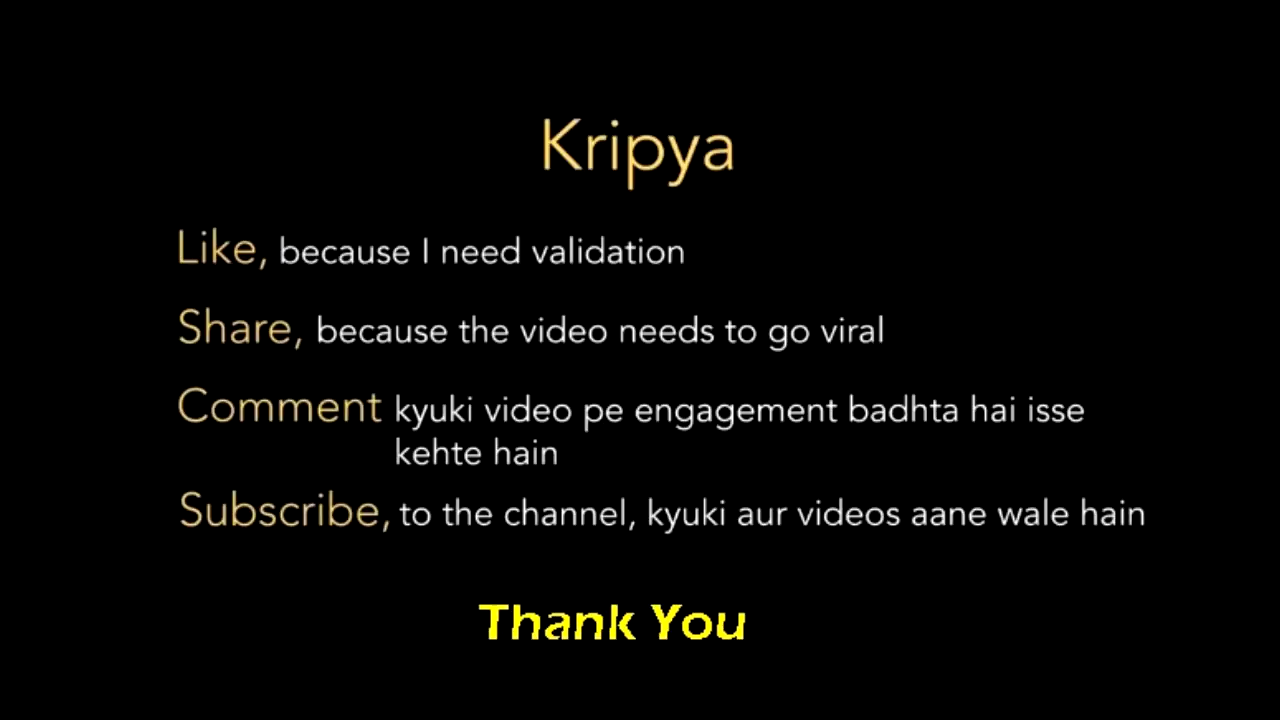 Kripya
Like, because I need validation
Share, because the video needs to go viral
Comment kyuki video pe engagement badhta hai isse
kehte hain
Subscribe, to the channel, kyuki aur videos aane wale hain
Thank You